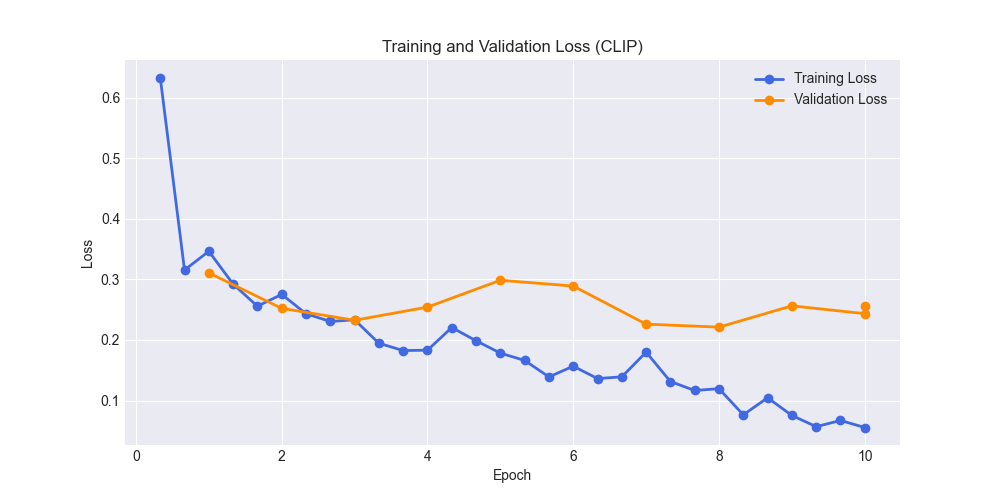 Training and Validation Loss (CLIP)
Training Loss
Validation Loss
Loss
0.6
0.5
0.4
0.3
0.2
0.1
0 2 4 6 8 10
Epoch